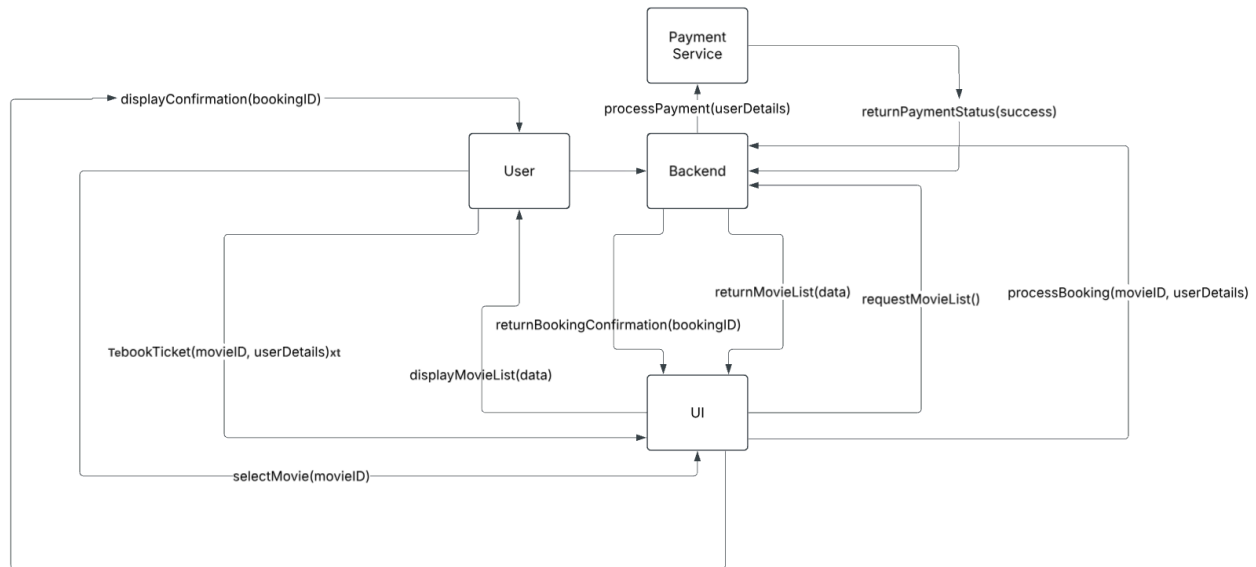 Payment
Service
displayConfirmation(bookingID)
processPayment(userDetails)
returnPaymentStatus(success)
User
Backend
returnMovieList(data)
requestMovieList()
processBooking(movieID, userDetails)
returnBookingConfirmation(bookingID)
TebookTicket(movieID, userDetails)xt
displayMovieList(data)
UI
selectMovie(movieID)